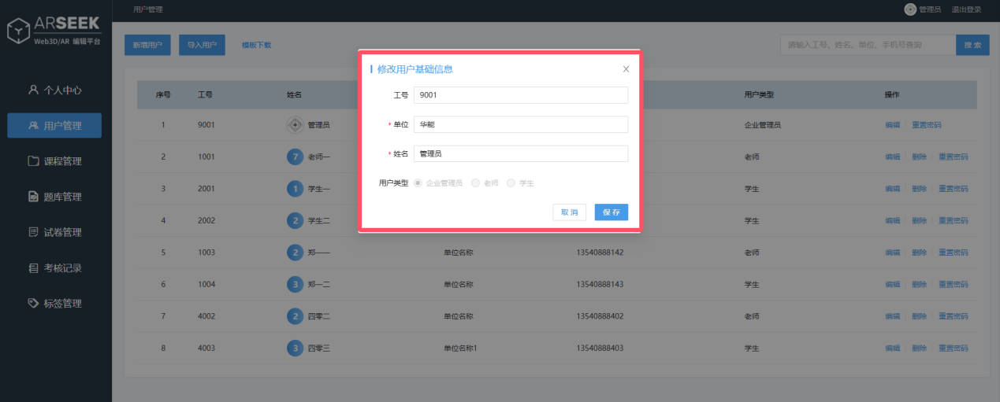 ARSEEK
Web3D/AR 编辑平台
用户管理
管理员 退出登录
个人中心
用户管理
课程管理
题库管理
试卷管理
考核记录
标签管理
新增用户 导入用户 模板下载
请输入工号、姓名、单位、手机号查询 搜索
序号 工号 姓名 用户类型 操作
1 9001 管理员 企业管理员 编辑 重置密码
2 1001 7 老师一 老师 编辑 删除 重置密码
3 2001 1 学生一 学生 编辑 删除 重置密码
4 2002 2 学生二 学生 编辑 删除 重置密码
5 1003 2 郑一一 单位名称 13540888142 老师 编辑 删除 重置密码
6 1004 3 郑一二 单位名称 13540888143 学生 编辑 删除 重置密码
7 4002 2 四零二 单位名称 13540888402 老师 编辑 删除 重置密码
8 4003 3 四零三 单位名称1 13540888403 学生 编辑 删除 重置密码
修改用户基础信息 X
工号 9001
* 单位 华能
* 姓名 管理员
用户类型 企业管理员 老师 学生
取消 保存